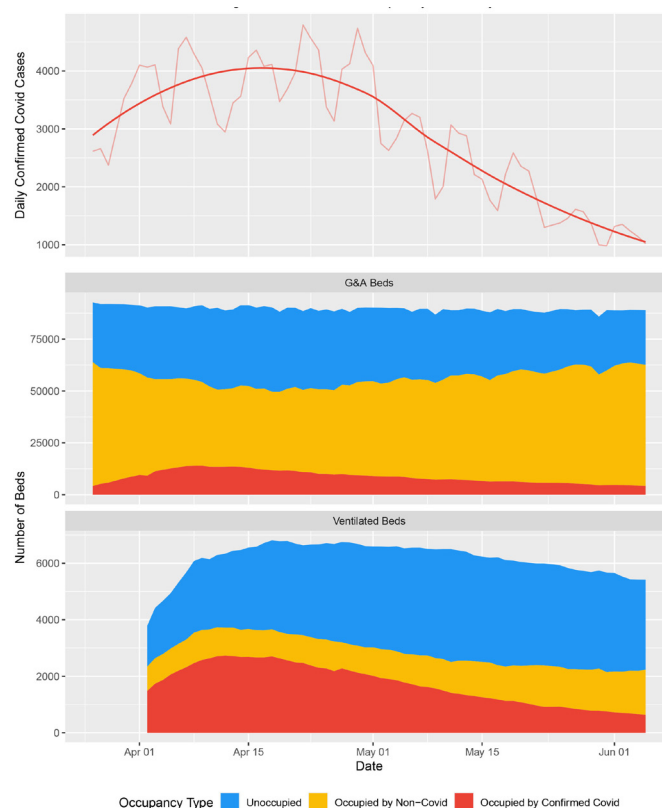 Daily Confirmed Covid Cases
4000
3000
2000
1000
G&A Beds
75000
50000
25000
0
Number of Beds
Ventilated Beds
6000
4000
2000
0
Apr 01
Apr 15
May 01
May 15
Jun 01
Date
Occupancy Type Unoccupied Occupied by Non-Covid Occupied by Confirmed Covid